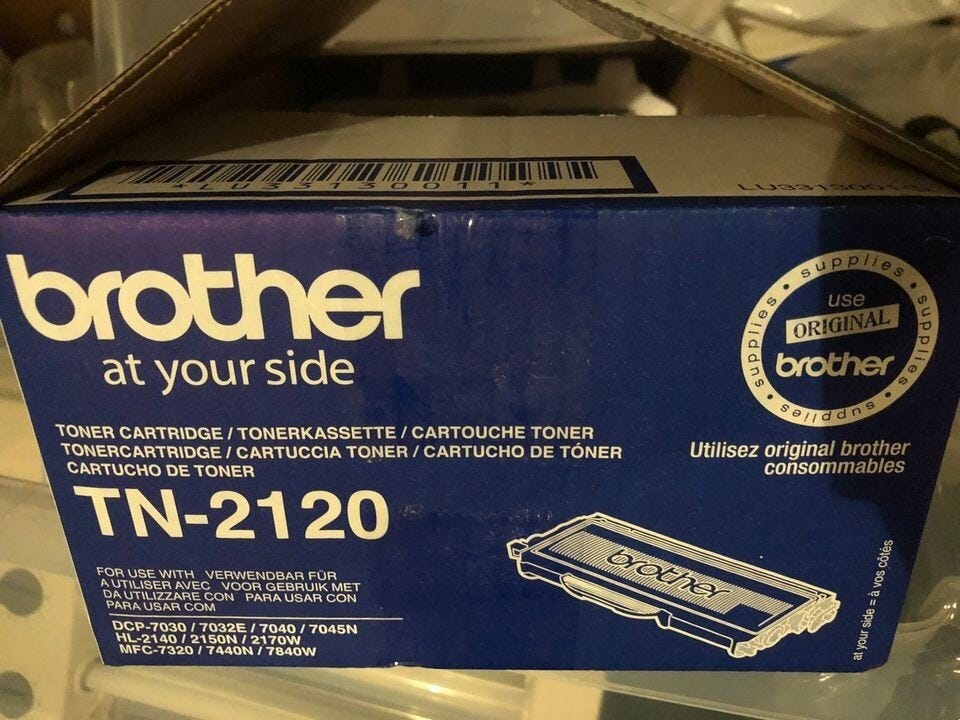 *LU33130011*
LU33130011
brother
at your side
supplies • supplies • supplies • supplies •
use
ORIGINAL
brother
Utilisez original brother
consommables
TONER CARTRIDGE / TONERKASSETTE / CARTOUCHE TONER
TONERCARTRIDGE / CARTUCCIA TONER / CARTUCHO DE TÓNER
CARTUCHO DE TONER
TN-2120
FOR USE WITH VERWENDBAR FÜR
A UTILISER AVEC VOOR GEBRUIK MET
DA UTILIZZARE CON PARA USAR CON
PARA USAR COM
DCP-7030 / 7032E / 7040 / 7045N
HL-2140 / 2150N / 2170W
MFC-7320 / 7440N / 7840W
brother
at your side = à vos côtés